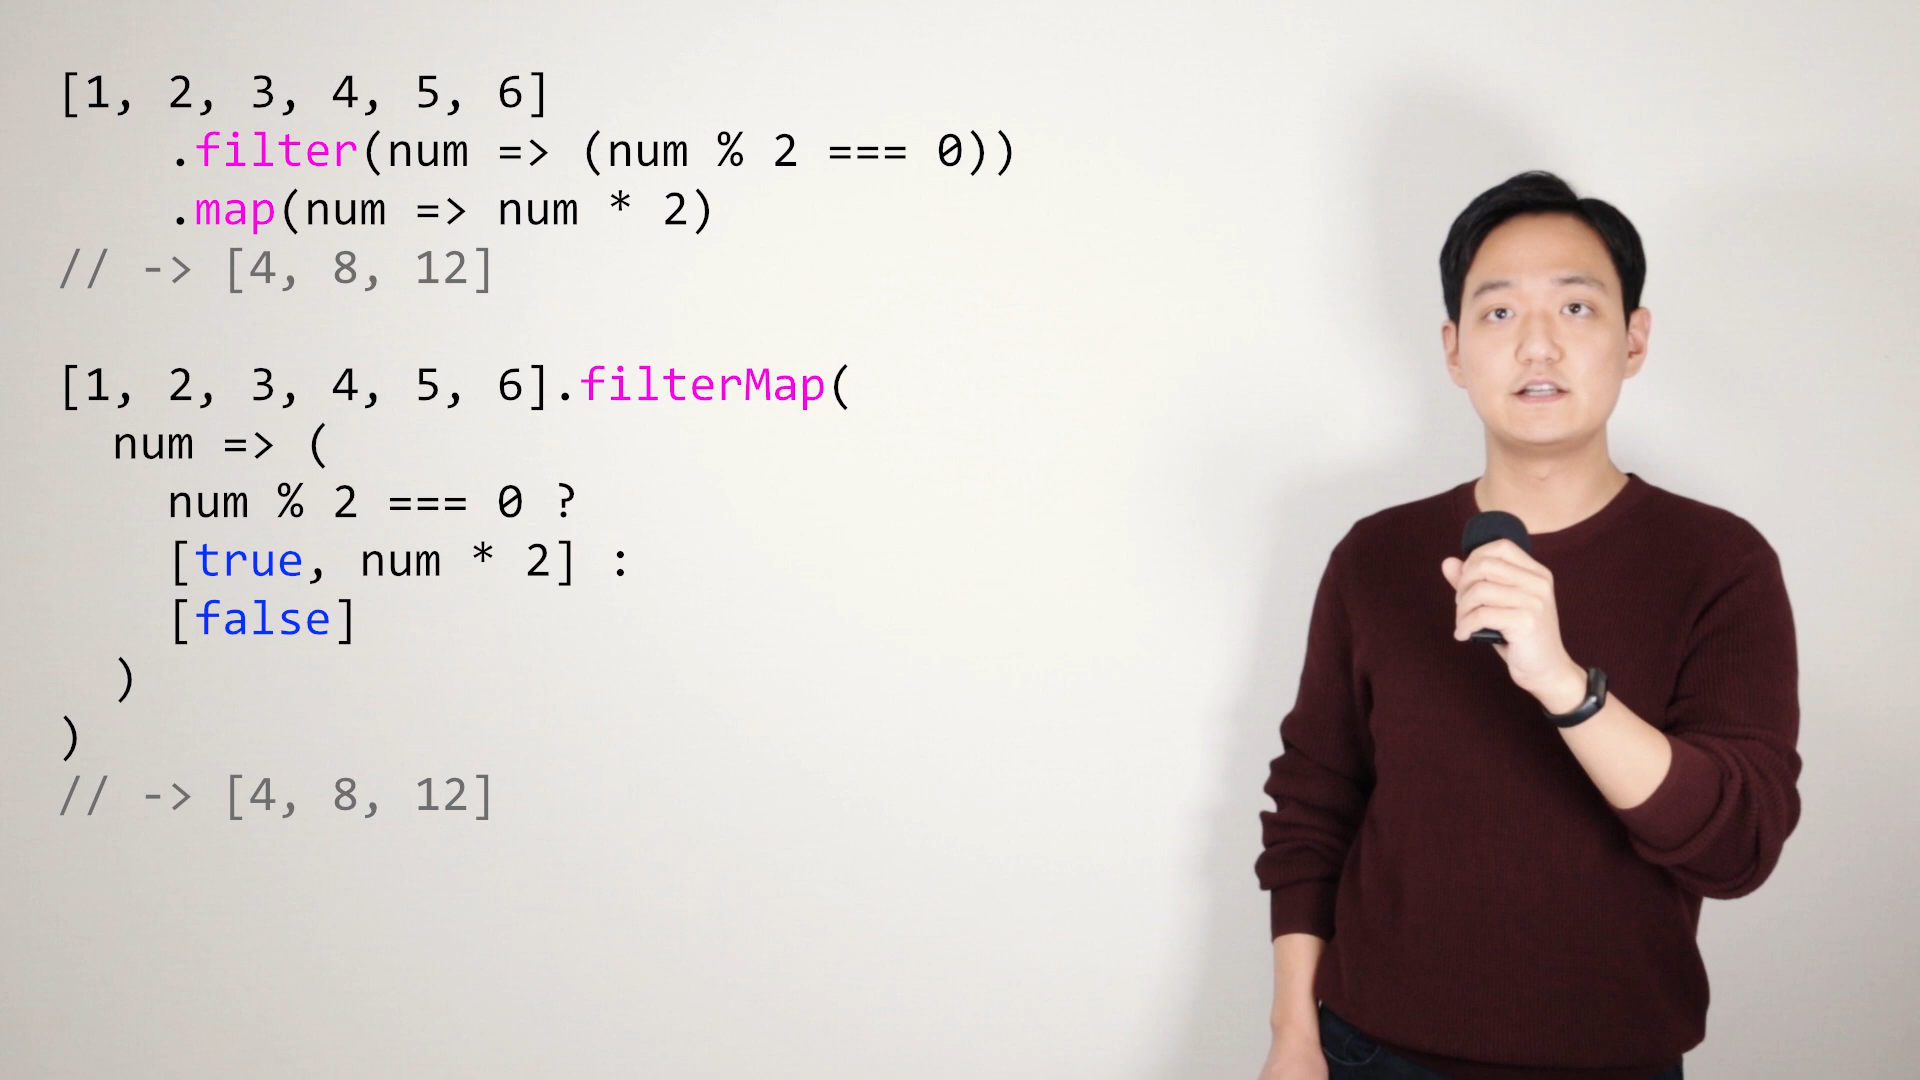 [1, 2, 3, 4, 5, 6]
    .filter(num => (num % 2 === 0))
    .map(num => num * 2)
// -> [4, 8, 12]
[1, 2, 3, 4, 5, 6].filterMap(
  num => (
    num % 2 === 0 ?
    [true, num * 2] :
    [false]
  )
)
// -> [4, 8, 12]